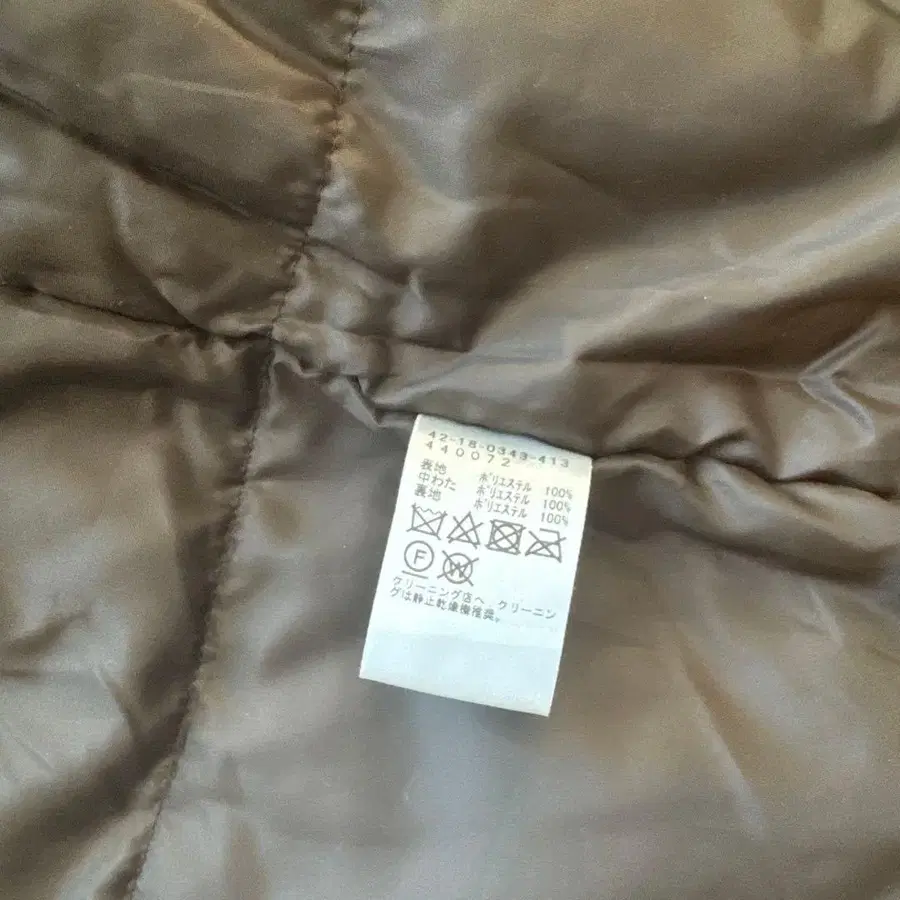 42-18-0343-413
440072
表地 ポリエステル 100%
中わた ポリエステル 100%
裏地 ポリエステル 100%
F W
クリーニング店へ クリーニン
グは静止乾燥機推奨。